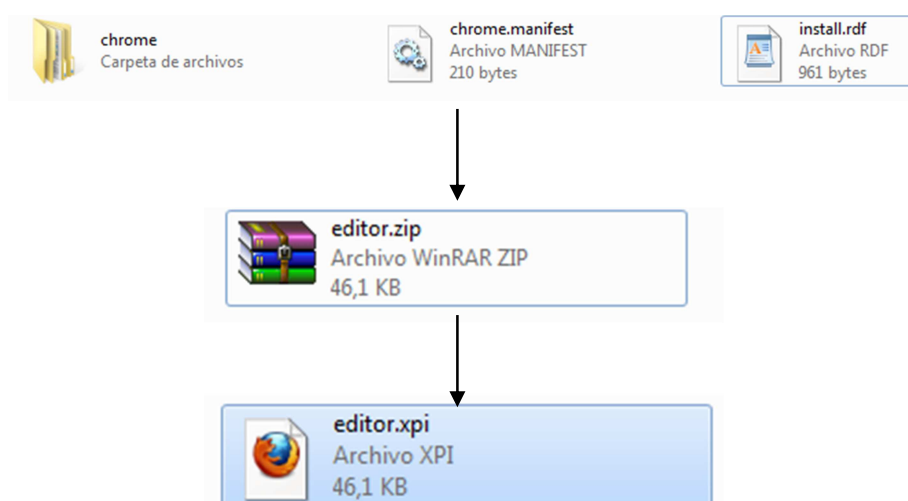 chrome
Carpeta de archivos
chrome.manifest
Archivo MANIFEST
210 bytes
install.rdf
Archivo RDF
961 bytes
editor.zip
Archivo WinRAR ZIP
46,1 KB
editor.xpi
Archivo XPI
46,1 KB